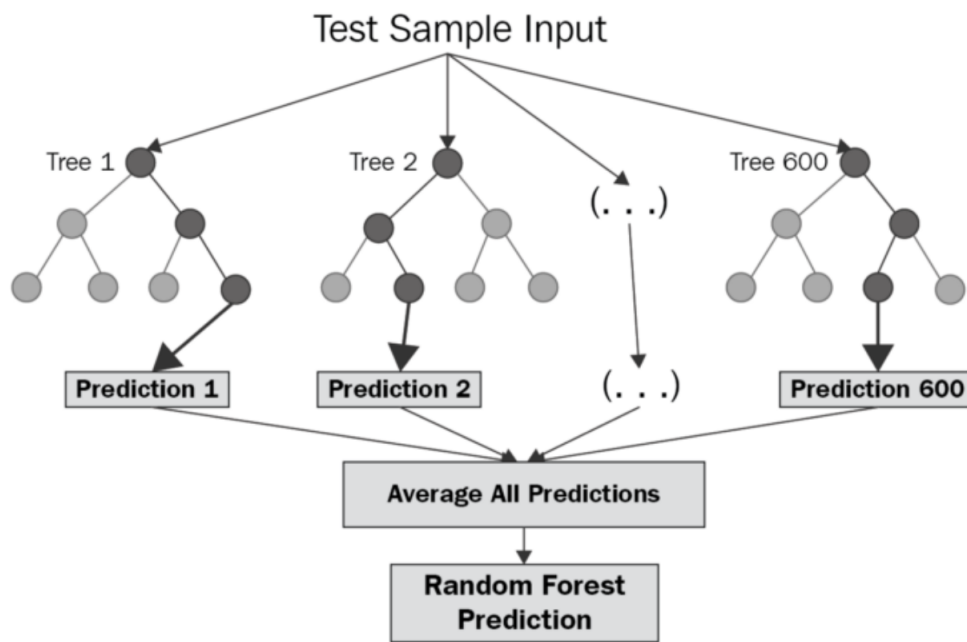 Test Sample Input
Tree 1
Tree 2
(. . .)
Tree 600
Prediction 1
Prediction 2
(. . .)
Prediction 600
Average All Predictions
Random Forest
Prediction